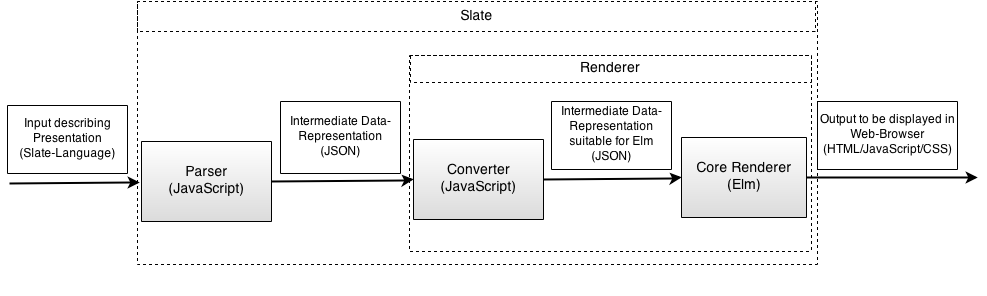 Slate
Renderer
Input describing
Presentation
(Slate-Language)
Parser
(JavaScript)
Intermediate Data-
Representation
(JSON)
Converter
(JavaScript)
Intermediate Data-
Representation
suitable for Elm
(JSON)
Core Renderer
(Elm)
Output to be displayed in
Web-Browser
(HTML/JavaScript/CSS)